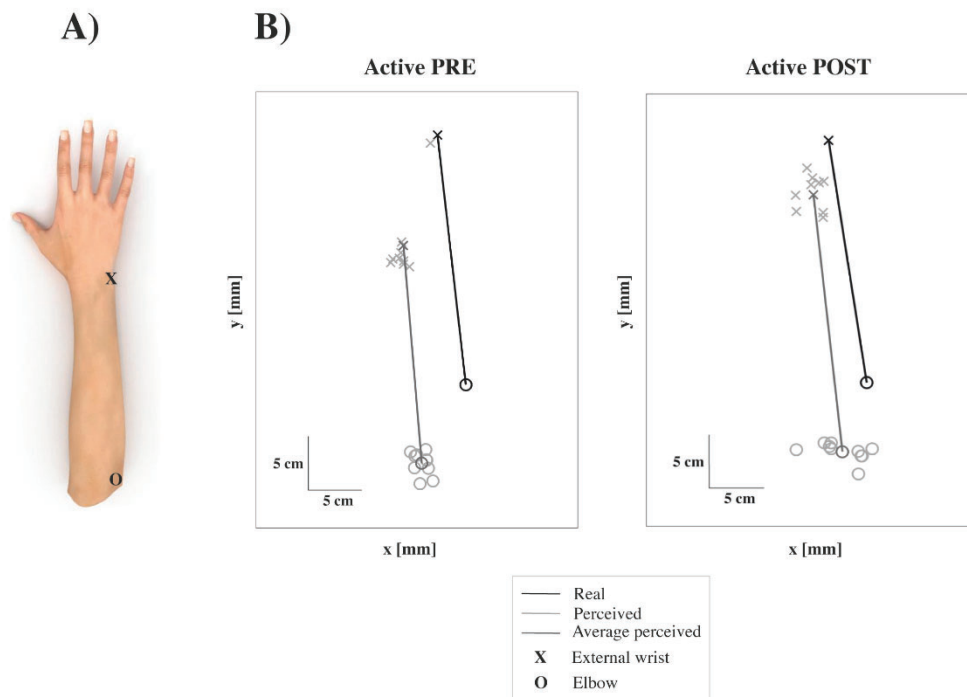 A)
B)
Active PRE
Active POST
X
O
y [mm]
5 cm
5 cm
x [mm]
y [mm]
5 cm
5 cm
x [mm]
Real
Perceived
Average perceived
X External wrist
O Elbow